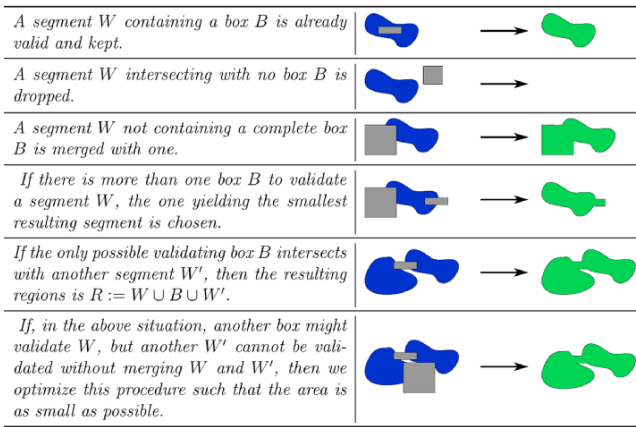 A segment W containing a box B is already
valid and kept.
A segment W intersecting with no box B is
dropped.
A segment W not containing a complete box
B is merged with one.
If there is more than one box B to validate
a segment W, the one yielding the smallest
resulting segment is chosen.
If the only possible validating box B intersects
with another segment W′, then the resulting
regions is R := W ∪ B ∪ W′.
If, in the above situation, another box might
validate W, but another W′ cannot be vali-
dated without merging W and W′, then we
optimize this procedure such that the area is
as small as possible.